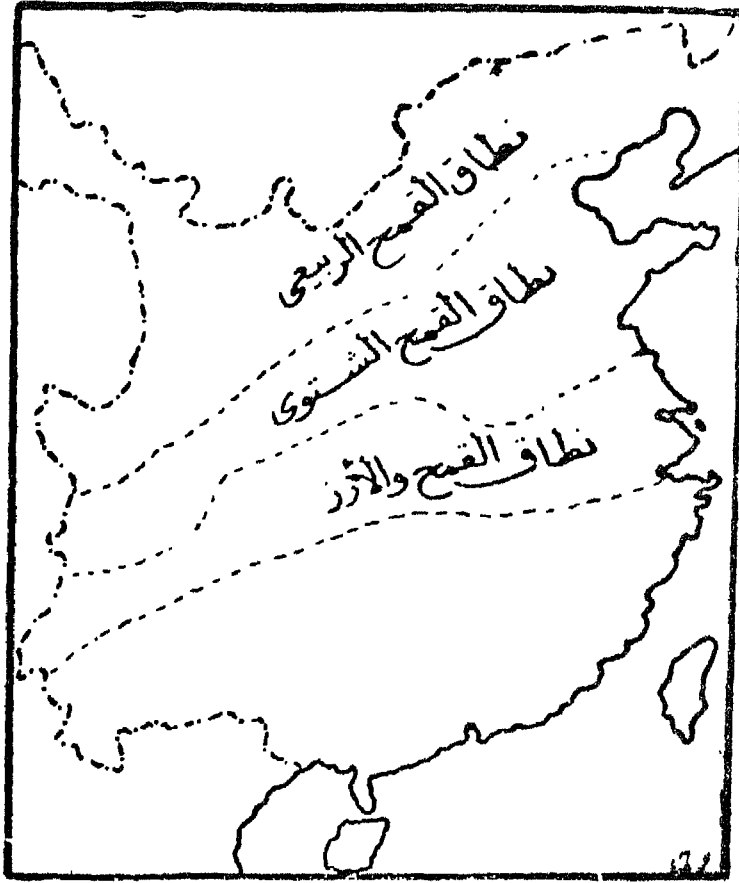 نطاق القمح الربيعى
نطاق القمح الشتوى
نطاق القمح والأرز